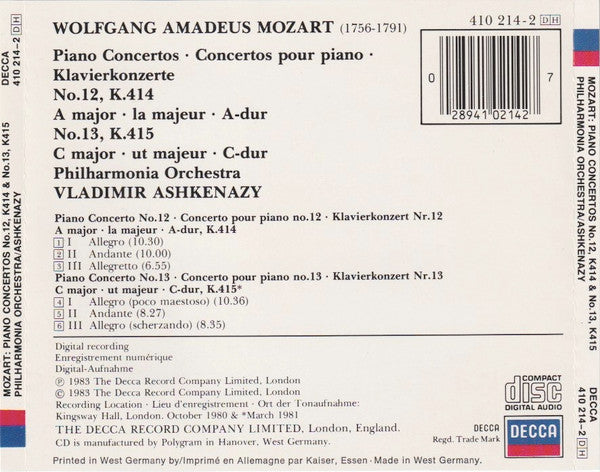 MOZART: PIANO CONCERTOS No.12, K414 & No.13, K415
PHILHARMONIA ORCHESTRA/ASHKENAZY
DECCA
410 214-2 DH
WOLFGANG AMADEUS MOZART (1756-1791)
Piano Concertos · Concertos pour piano ·
Klavierkonzerte
No.12, K.414
A major · la majeur · A-dur
No.13, K.415
C major · ut majeur · C-dur
Philharmonia Orchestra
VLADIMIR ASHKENAZY
410 214-2 DH
0 28941 02142 7
Piano Concerto No.12 · Concerto pour piano no.12 · Klavierkonzert Nr.12
A major · la majeur · A-dur, K.414
1 I Allegro (10.30)
2 II Andante (10.00)
3 III Allegretto (6.55)
Piano Concerto No.13 · Concerto pour piano no.13 · Klavierkonzert Nr.13
C major · ut majeur · C-dur, K.415*
4 I Allegro (poco maestoso) (10.36)
5 II Andante (8.27)
6 III Allegro (scherzando) (8.35)
Digital recording
Enregistrement numérique
Digital-Aufnahme
Ⓟ 1983 The Decca Record Company Limited, London
© 1983 The Decca Record Company Limited, London
Recording Location · Lieu d'enregistrement · Ort der Tonaufnahme:
Kingsway Hall, London. October 1980 & *March 1981
THE DECCA RECORD COMPANY LIMITED, London, England.
CD is manufactured by Polygram in Hanover, West Germany.
Printed in West Germany by/Imprimé en Allemagne par Kaiser, Essen · Made in West Germany.
COMPACT
disc
DIGITAL AUDIO
DECCA
Regd. Trade Mark
DECCA
MOZART: PIANO CONCERTOS No.12, K414 & No.13, K415
PHILHARMONIA ORCHESTRA/ASHKENAZY
DECCA
410 214-2 DH